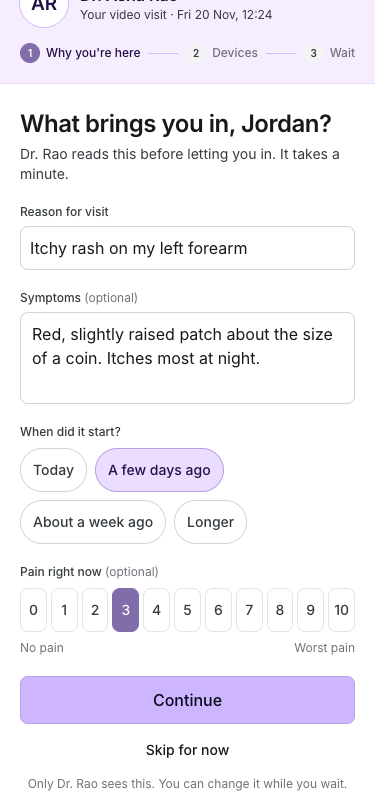 AR
Your video visit · Fri 20 Nov, 12:24
1 Why you're here
2 Devices
3 Wait
What brings you in, Jordan?
Dr. Rao reads this before letting you in. It takes a
minute.
Reason for visit
Itchy rash on my left forearm
Symptoms (optional)
Red, slightly raised patch about the size
of a coin. Itches most at night.
When did it start?
Today
A few days ago
About a week ago
Longer
Pain right now (optional)
0 1 2 3 4 5 6 7 8 9 10
No pain
Worst pain
Continue
Skip for now
Only Dr. Rao sees this. You can change it while you wait.